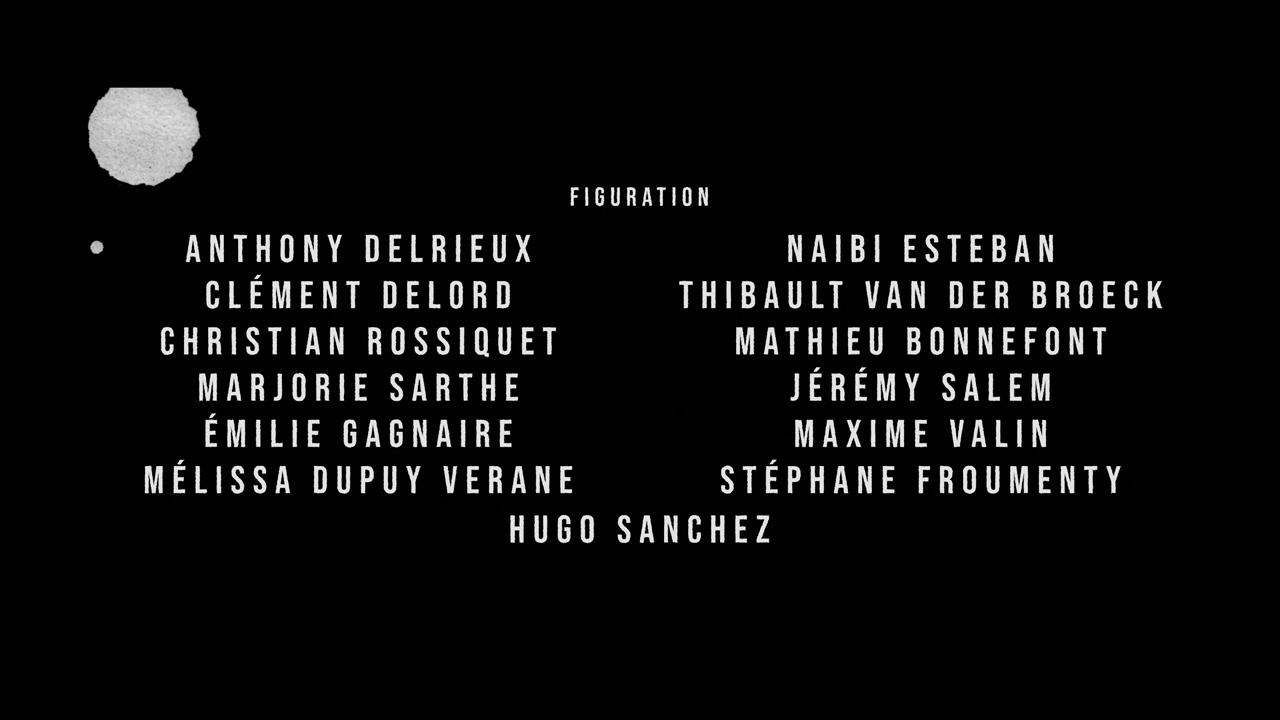 FIGURATION
ANTHONY DELRIEUX
CLÉMENT DELORD
CHRISTIAN ROSSIQUET
MARJORIE SARTHE
ÉMILIE GAGNAIRE
MÉLISSA DUPUY VERANE
NAIBI ESTEBAN
THIBAULT VAN DER BROECK
MATHIEU BONNEFONT
JÉRÉMY SALEM
MAXIME VALIN
STÉPHANE FROUMENTY
HUGO SANCHEZ